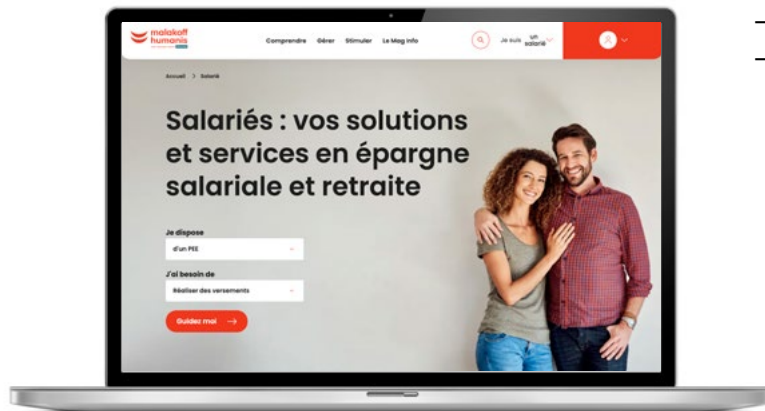 malakoff
humanis
Comprendre Gérer Stimuler Le Mag info
Je suis un salarié
Accueil > Salarié
Salariés : vos solutions
et services en épargne
salariale et retraite
Je dispose
d'un PEE
J'ai besoin de
Réaliser des versements
Guidez moi →